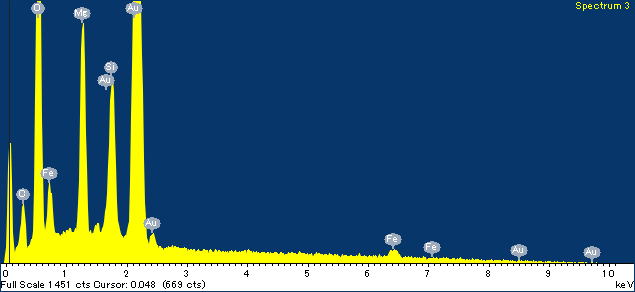 Spectrum 3
O Mg Au
Si
Au
Fe
O
Au
Fe Fe Au Au
0 1 2 3 4 5 6 7 8 9 10
Full Scale 1451 cts Cursor: 0.048 (669 cts) keV